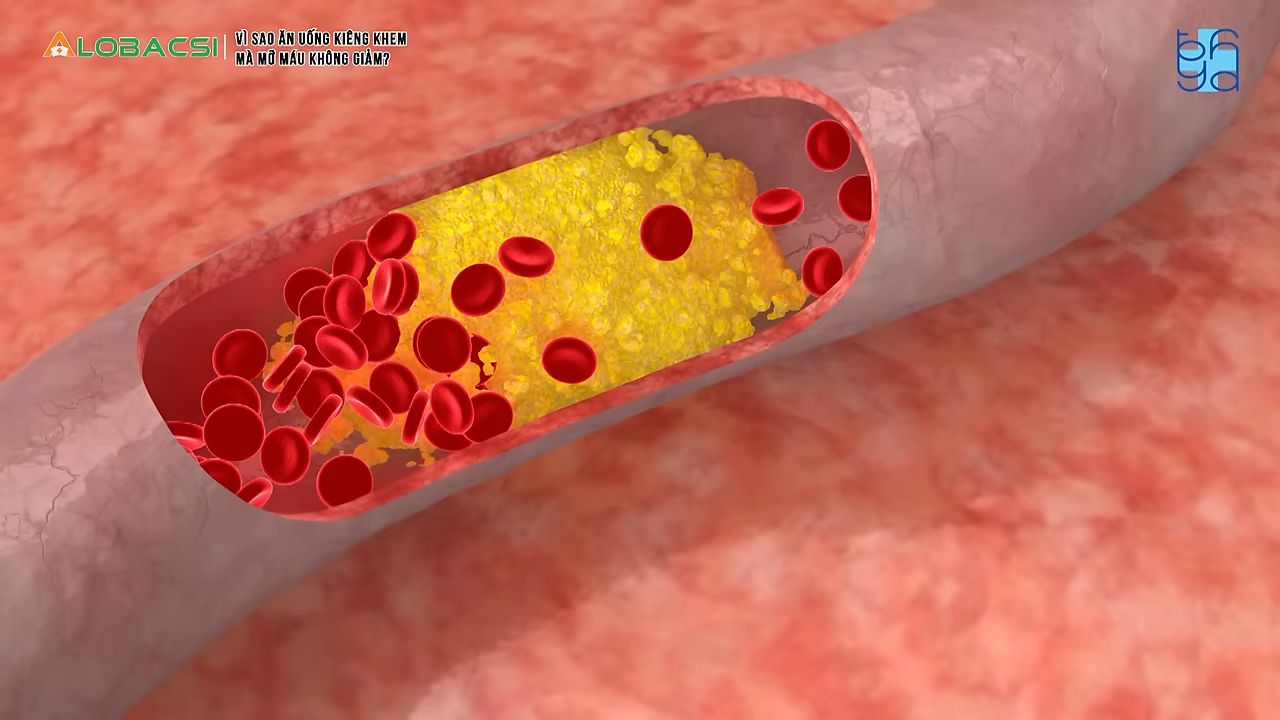 ALOBACSI
VÌ SAO ĂN UỐNG KIÊNG KHEM
MÀ MỠ MÁU KHÔNG GIẢM?